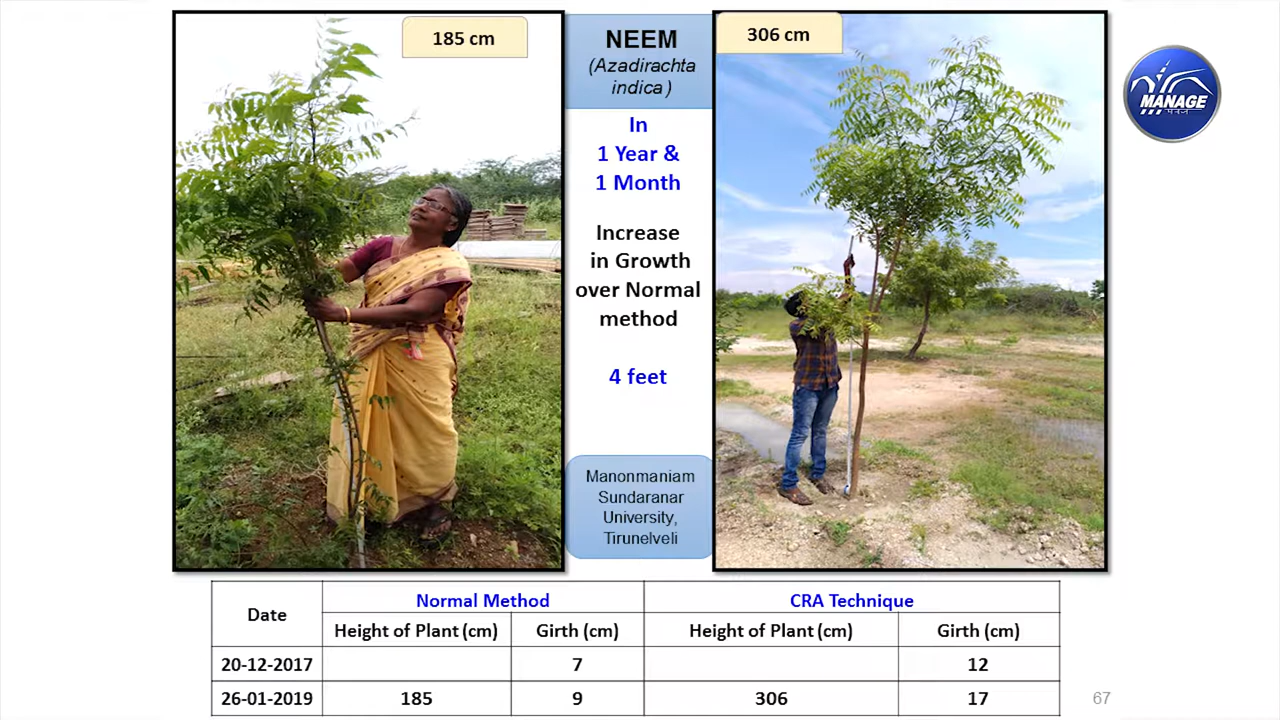 185 cm
NEEM
(Azadirachta
indica)
306 cm
MANAGE
मैनेज
In
1 Year &
1 Month
Increase
in Growth
over Normal
method
4 feet
Manonmaniam
Sundaranar
University,
Tirunelveli
Date Normal Method CRA Technique
Height of Plant (cm) Girth (cm) Height of Plant (cm) Girth (cm)
20-12-2017 7 12
26-01-2019 185 9 306 17
67